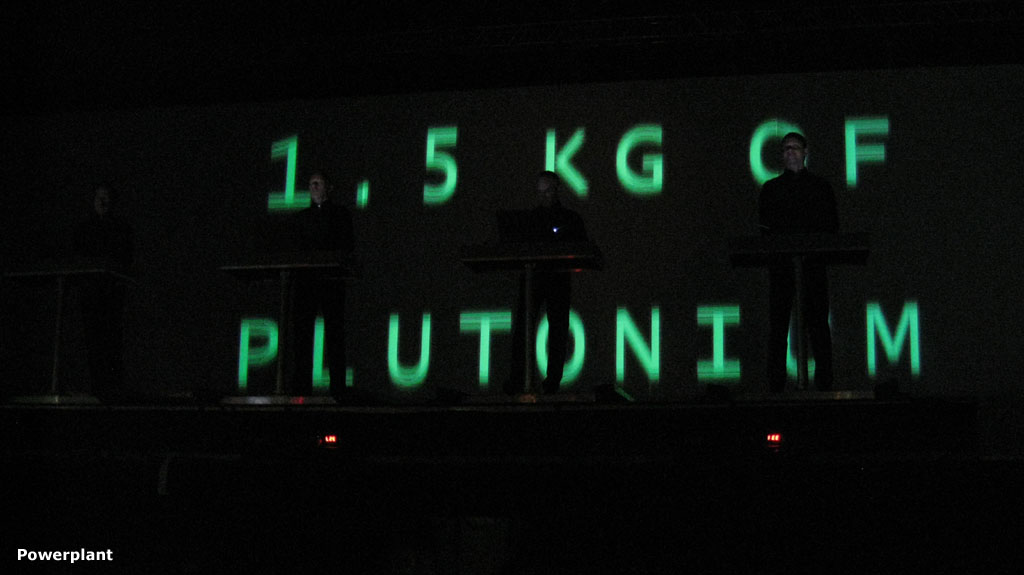 1.5 KG OF
PLUTONIUM
Powerplant